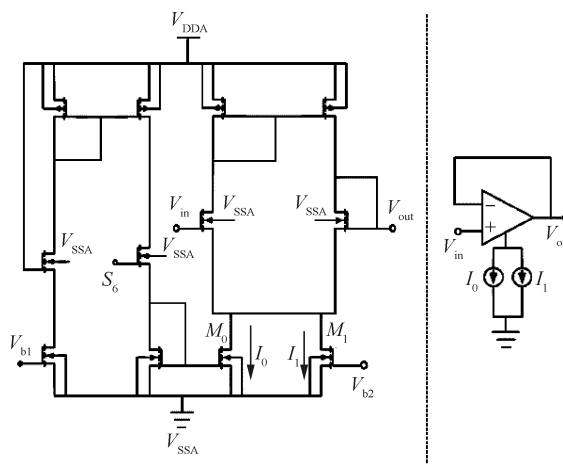 V_DDA
V_in
V_SSA
V_SSA
V_out
V_SSA
V_SSA
S_6
V_b1
M_0
I_0
I_1
M_1
V_b2
V_SSA
−
+
V_in
V_o
I_0
I_1